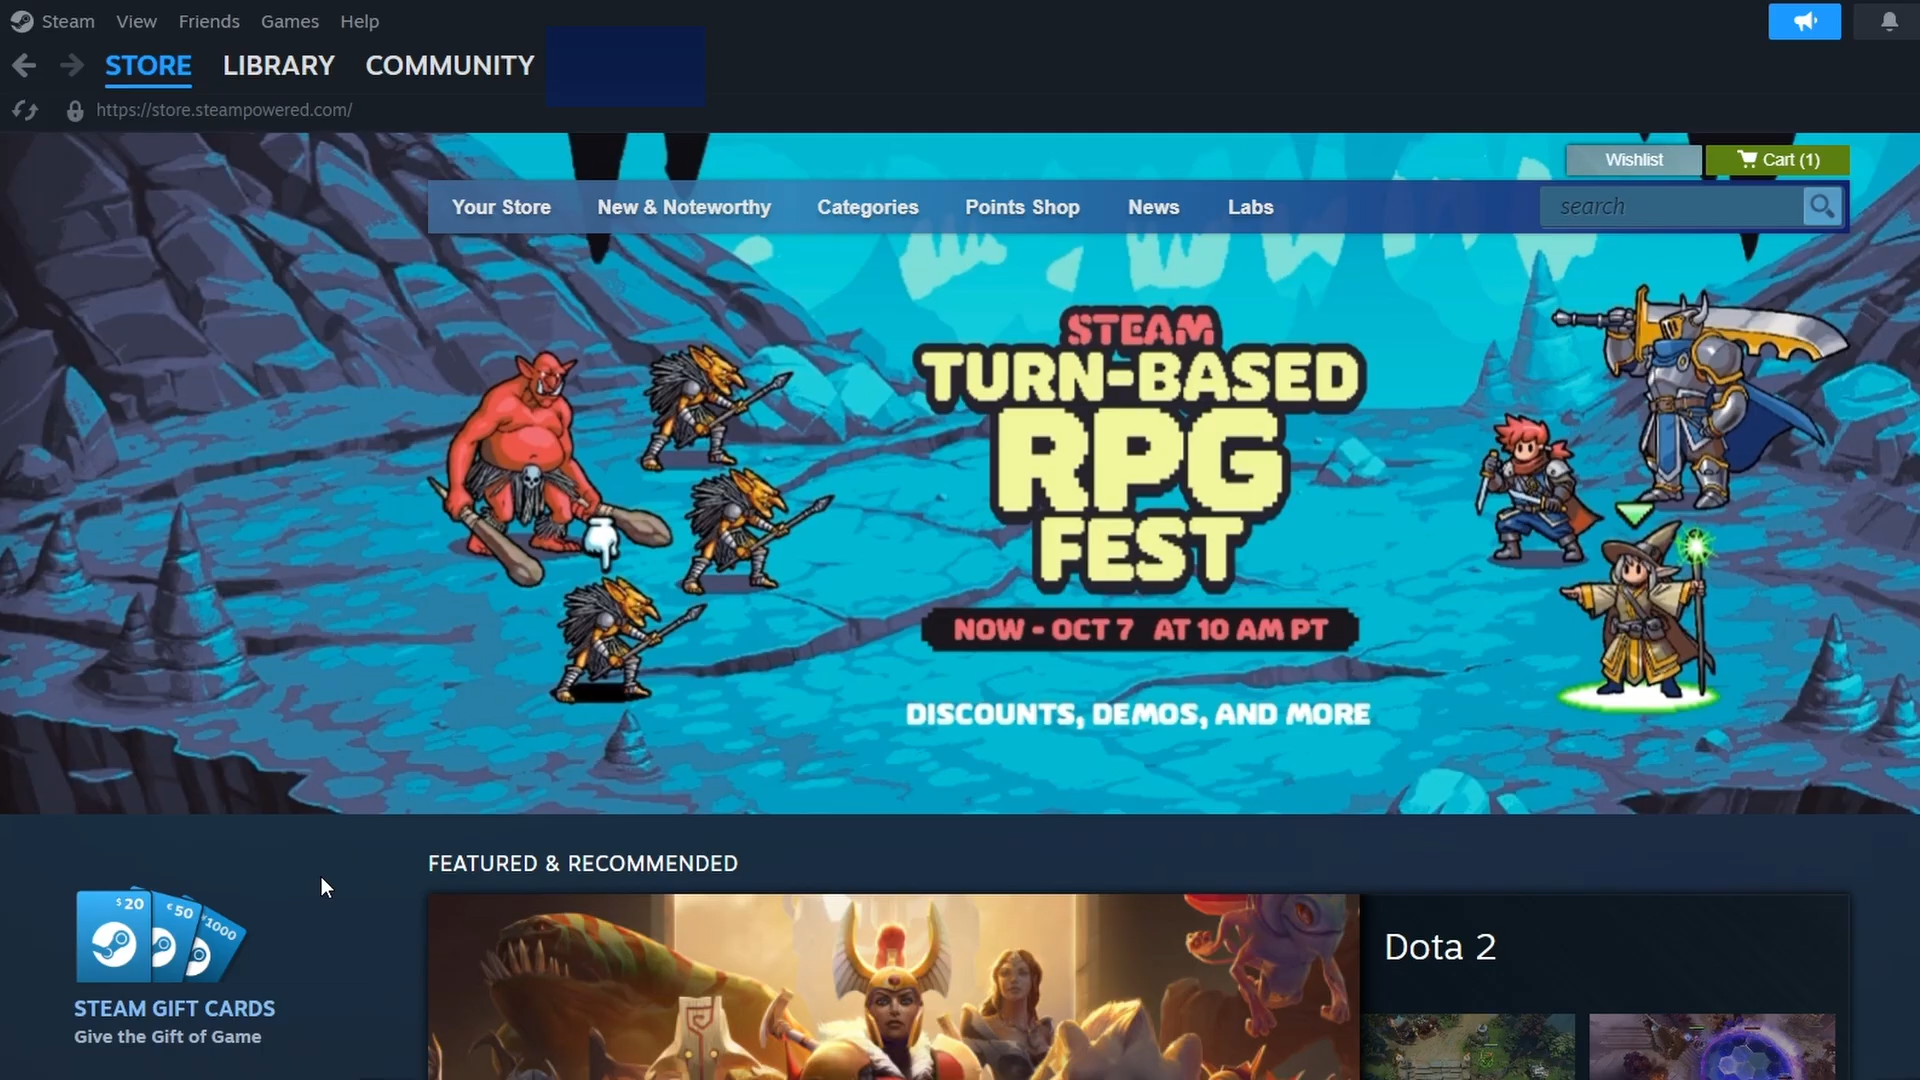 Steam View Friends Games Help
STORE LIBRARY COMMUNITY
https://store.steampowered.com/
Wishlist Cart (1)
Your Store New & Noteworthy Categories Points Shop News Labs search
STEAM
TURN-BASED
RPG
FEST
NOW - OCT 7 AT 10 AM PT
DISCOUNTS, DEMOS, AND MORE
FEATURED & RECOMMENDED
$20 €50 ¥1000
Dota 2
STEAM GIFT CARDS
Give the Gift of Game